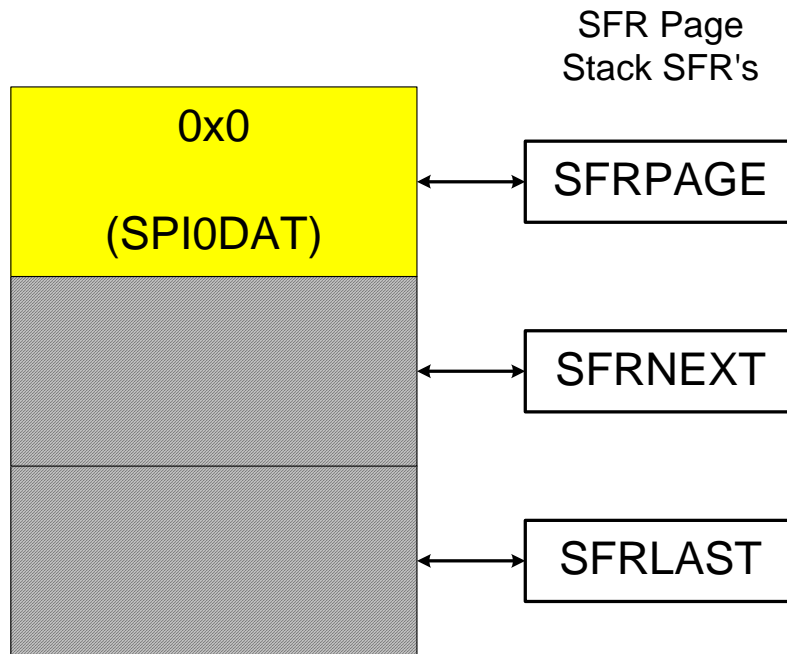 SFR Page
Stack SFR's
0x0
(SPI0DAT)
SFRPAGE
SFRNEXT
SFRLAST